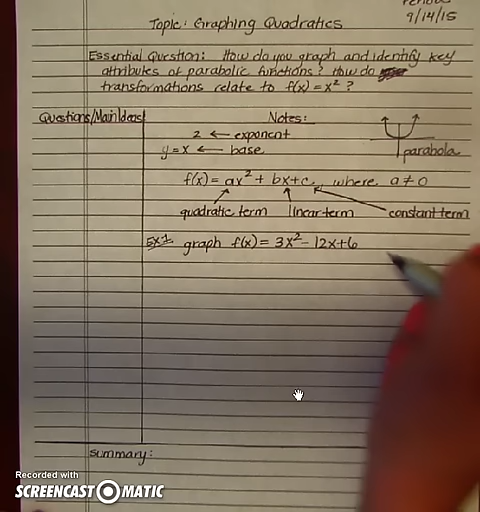 Period
9/14/15
Topic: Graphing Quadratics
Essential Question: How do you graph and identify key
attributes of parabolic functions? How do
transformations relate to f(x) = x²?
Questions/Main Ideas
Notes:
2 ← exponent
y = x ← base
parabola
f(x) = ax² + bx + c, where a ≠ 0
quadratic term linear term constant term
Ex 1 graph f(x) = 3x² - 12x + 6
Summary:
Recorded with
SCREENCAST-O-MATIC